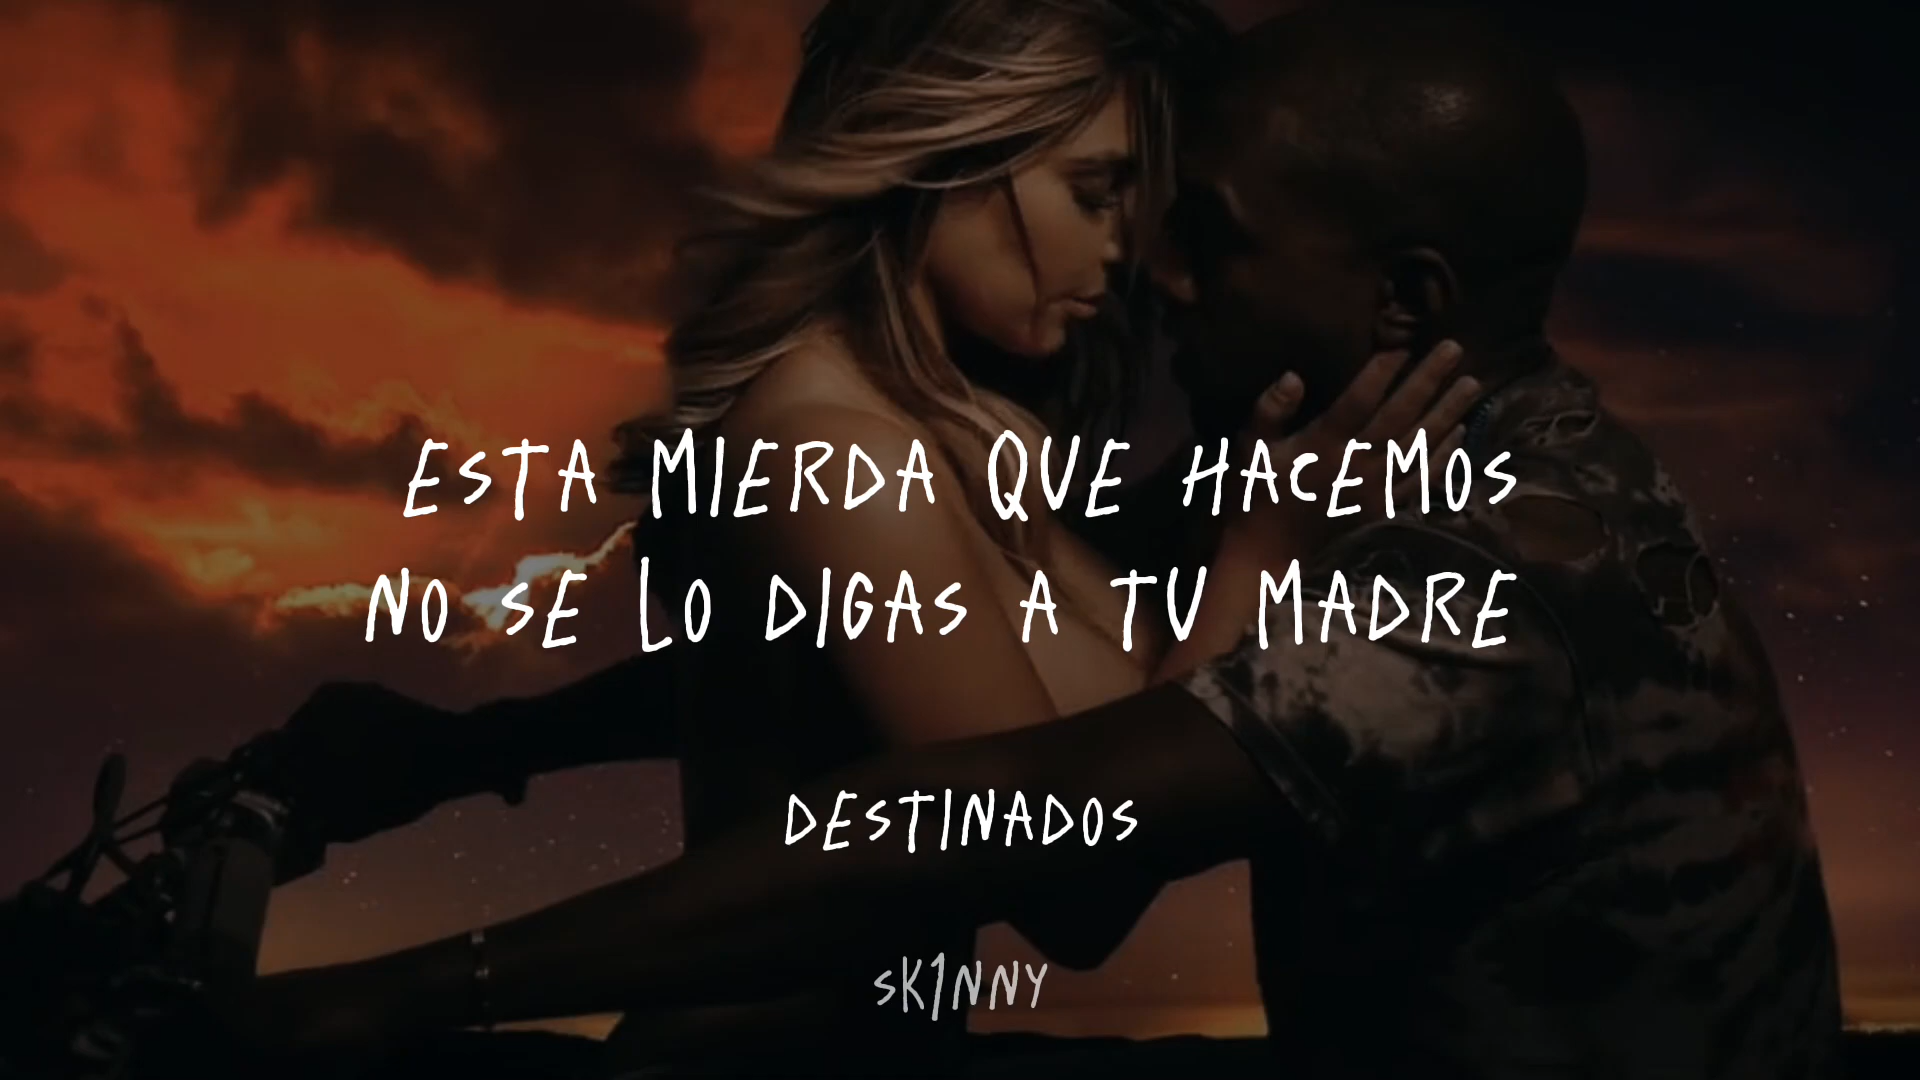 ESTA MIERDA QUE HACEMOS
NO SE LO DIGAS A TU MADRE
DESTINADOS
SK1NNY